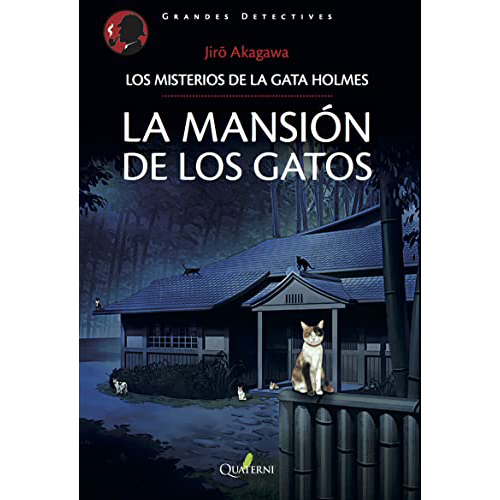 GRANDES DETECTIVES
Jirō Akagawa
LOS MISTERIOS DE LA GATA HOLMES
LA MANSIÓN
DE LOS GATOS
QUATERNI